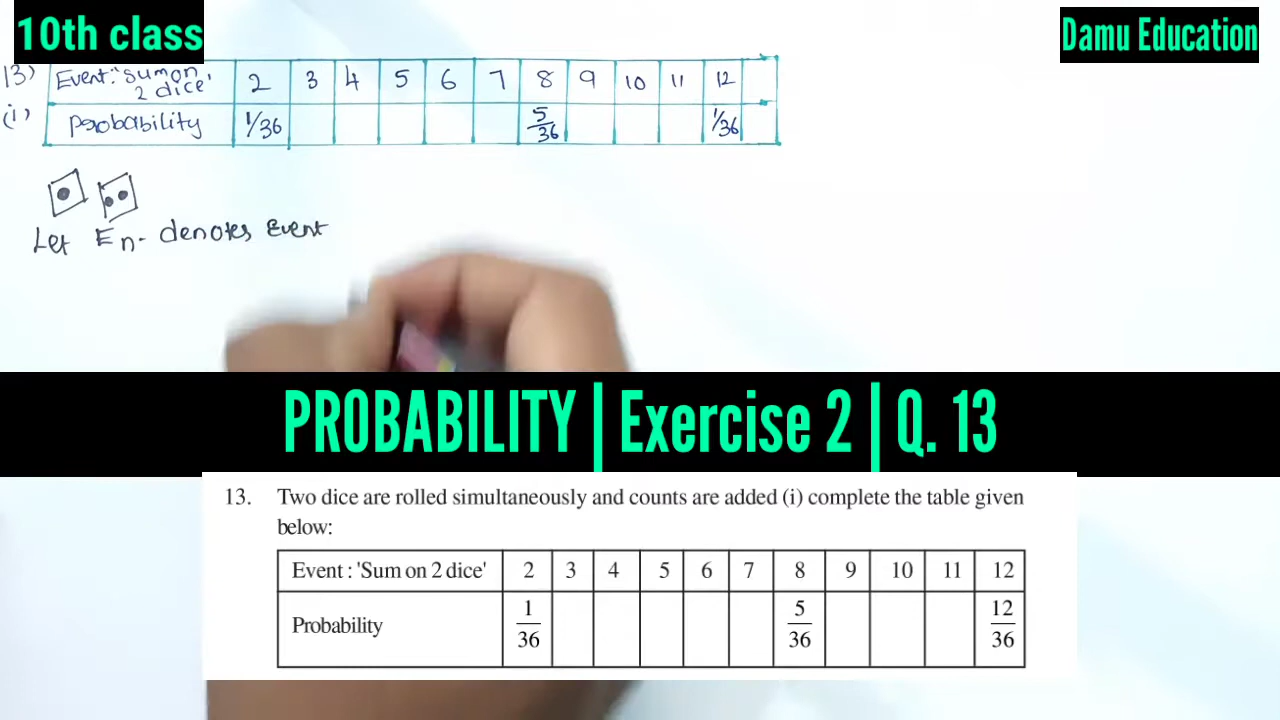 10th class
Damu Education
13) Event: "Sum on 2 dice' 2 3 4 5 6 7 8 9 10 11 12
(i) Probability 1/36 5/36 1/36
Let En- denotes Event
PROBABILITY | Exercise 2 | Q. 13
13. Two dice are rolled simultaneously and counts are added (i) complete the table given
below:
Event : 'Sum on 2 dice' 2 3 4 5 6 7 8 9 10 11 12
Probability 1/36 5/36 12/36